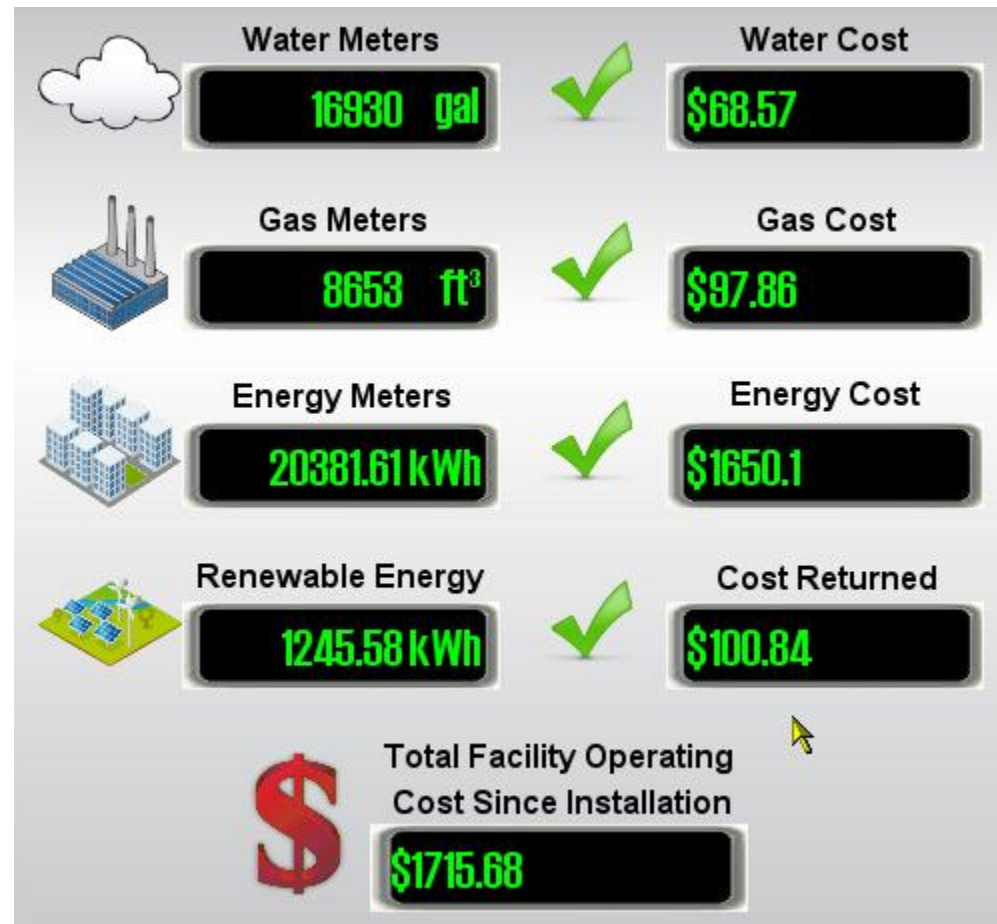 Water Meters
Water Cost
16930 gal
$68.57
Gas Meters
Gas Cost
8653 ft³
$97.86
Energy Meters
Energy Cost
20381.61 kWh
$1650.1
Renewable Energy
Cost Returned
1245.58 kWh
$100.84
Total Facility Operating
Cost Since Installation
$1715.68